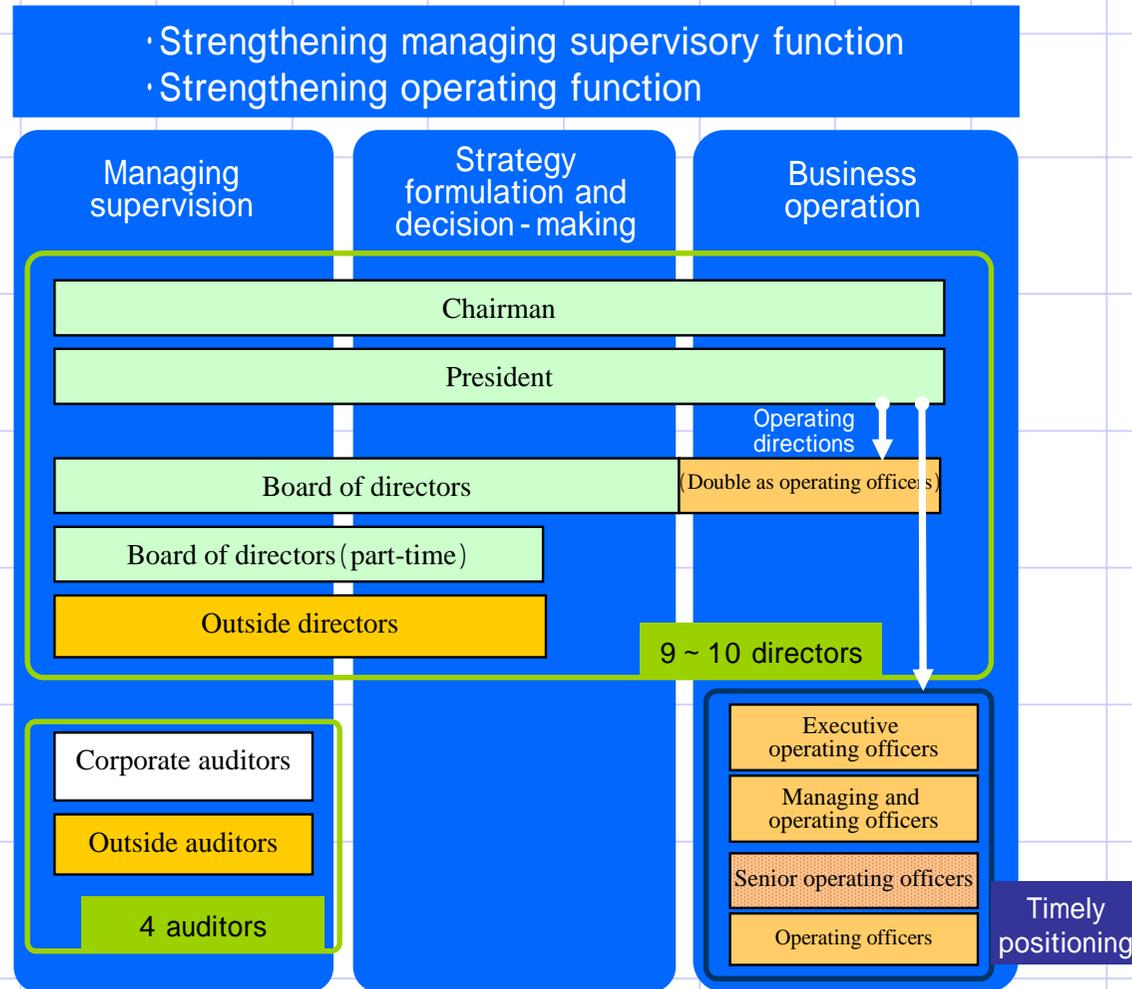 ・Strengthening managing supervisory function
・Strengthening operating function
Managing
supervision
Strategy
formulation and
decision-making
Business
operation
Chairman
President
Operating
directions
Board of directors
(Double as operating officers)
Board of directors(part-time)
Outside directors
9 ~ 10 directors
Corporate auditors
Outside auditors
4 auditors
Executive
operating officers
Managing and
operating officers
Senior operating officers
Operating officers
Timely
positioning